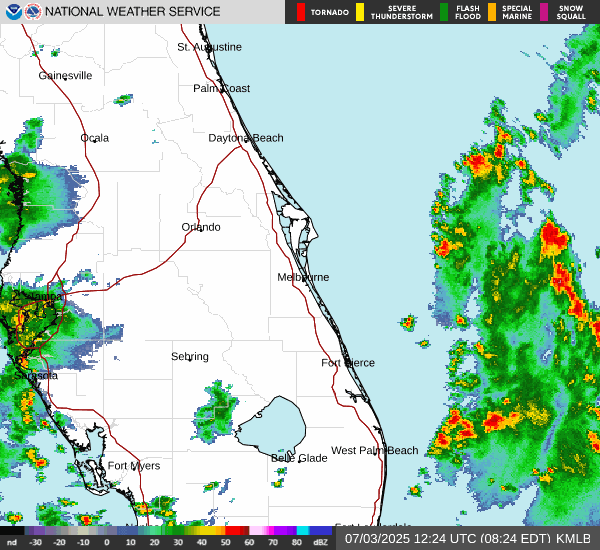 NATIONAL WEATHER SERVICE
TORNADO
SEVERE THUNDERSTORM
FLASH FLOOD
SPECIAL MARINE
SNOW SQUALL
St. Augustine
Gainesville
Palm Coast
Ocala
Daytona Beach
Orlando
Melbourne
Tampa
Sebring
Fort Pierce
Sarasota
West Palm Beach
Belle Glade
Fort Myers
nd -30 -20 -10 0 10 20 30 40 50 60 70 80 dBZ
07/03/2025 12:24 UTC (08:24 EDT) KMLB